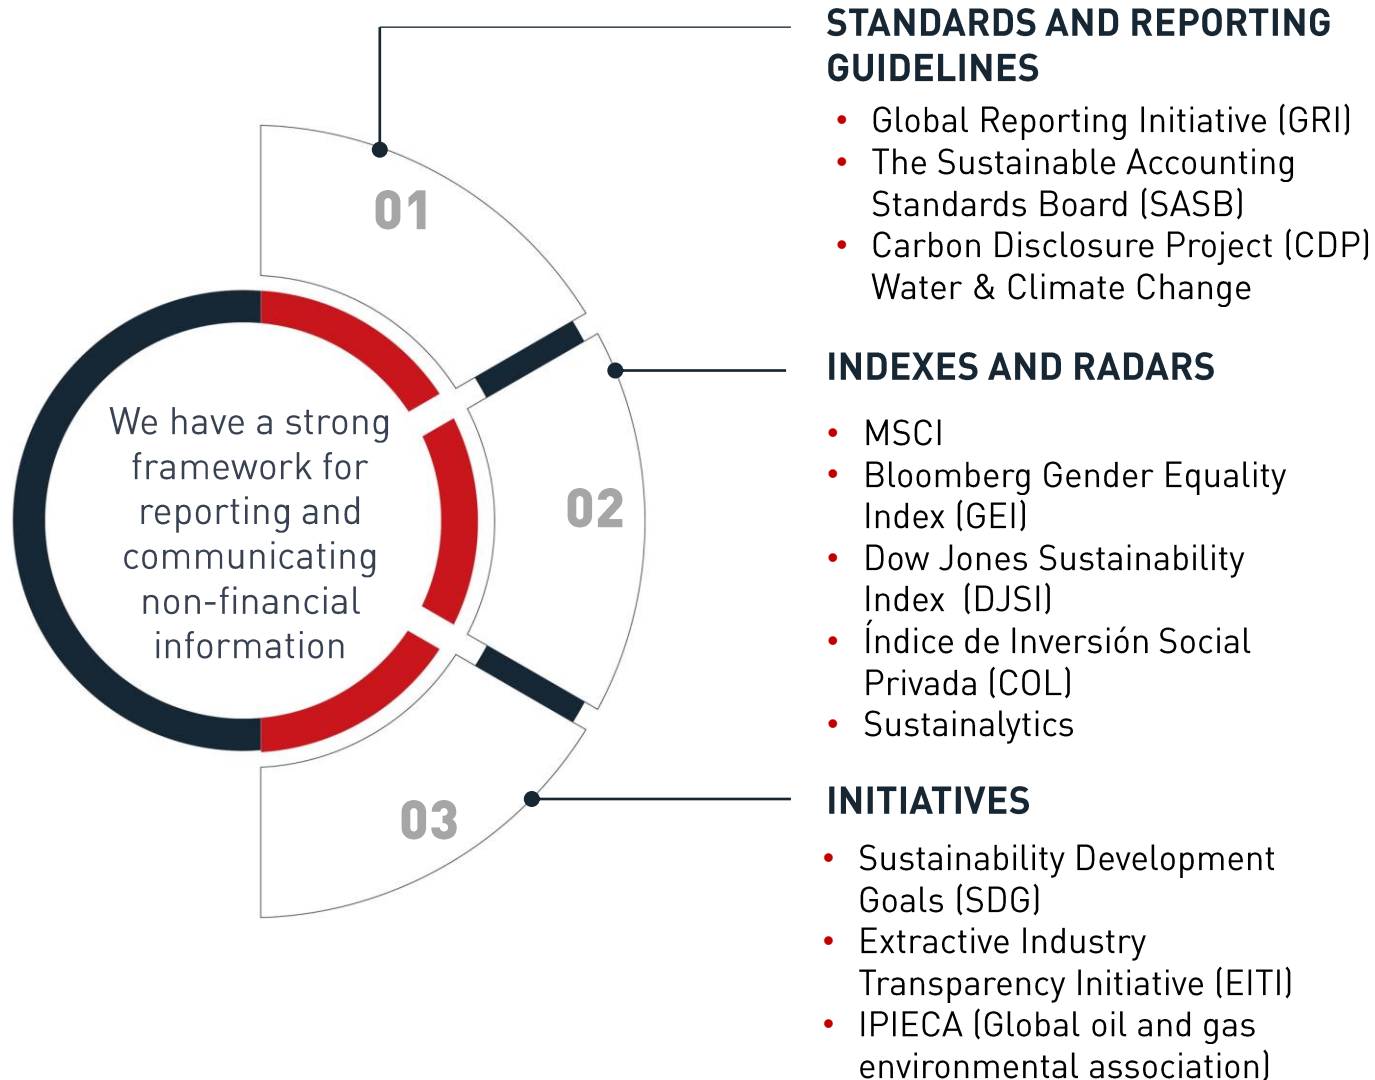 STANDARDS AND REPORTING
GUIDELINES
• Global Reporting Initiative (GRI)
• The Sustainable Accounting
Standards Board (SASB)
• Carbon Disclosure Project (CDP)
Water & Climate Change
01
INDEXES AND RADARS
• MSCI
• Bloomberg Gender Equality
Index (GEI)
• Dow Jones Sustainability
Index (DJSI)
• Índice de Inversión Social
Privada (COL)
• Sustainalytics
02
We have a strong
framework for
reporting and
communicating
non-financial
information
INITIATIVES
• Sustainability Development
Goals (SDG)
• Extractive Industry
Transparency Initiative (EITI)
• IPIECA (Global oil and gas
environmental association)
03